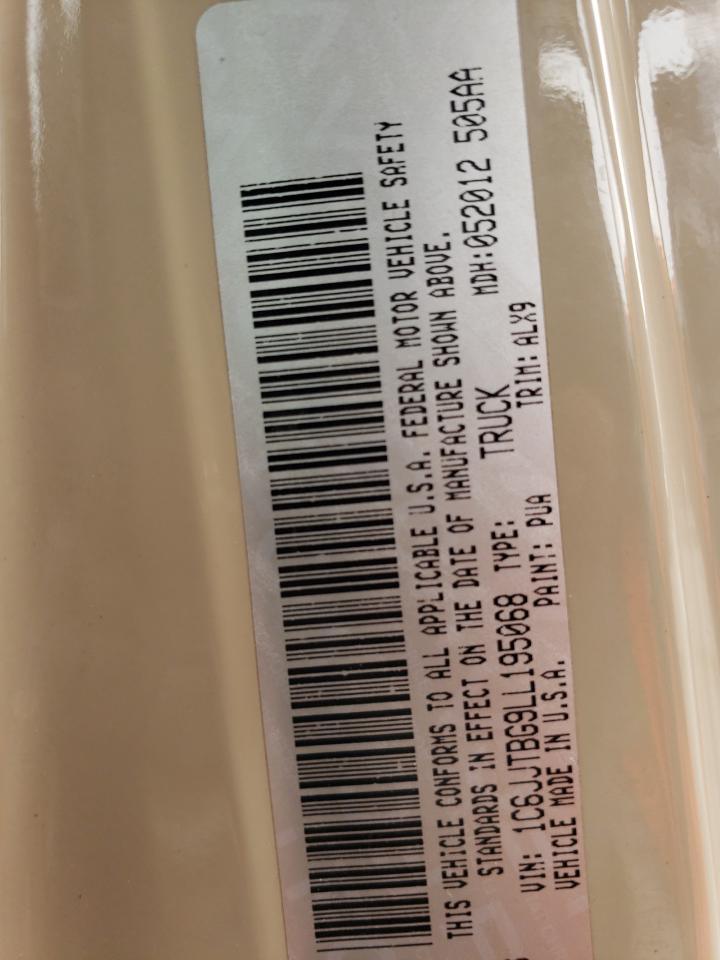 THIS VEHICLE CONFORMS TO ALL APPLICABLE U.S.A. FEDERAL MOTOR VEHICLE SAFETY
STANDARDS IN EFFECT ON THE DATE OF MANUFACTURE SHOWN ABOVE.
VIN: 1C6JJTBG9LL195068 TYPE: TRUCK MDH:052012 505AA
VEHICLE MADE IN U.S.A. PAINT: PUA TRIM: ALX9